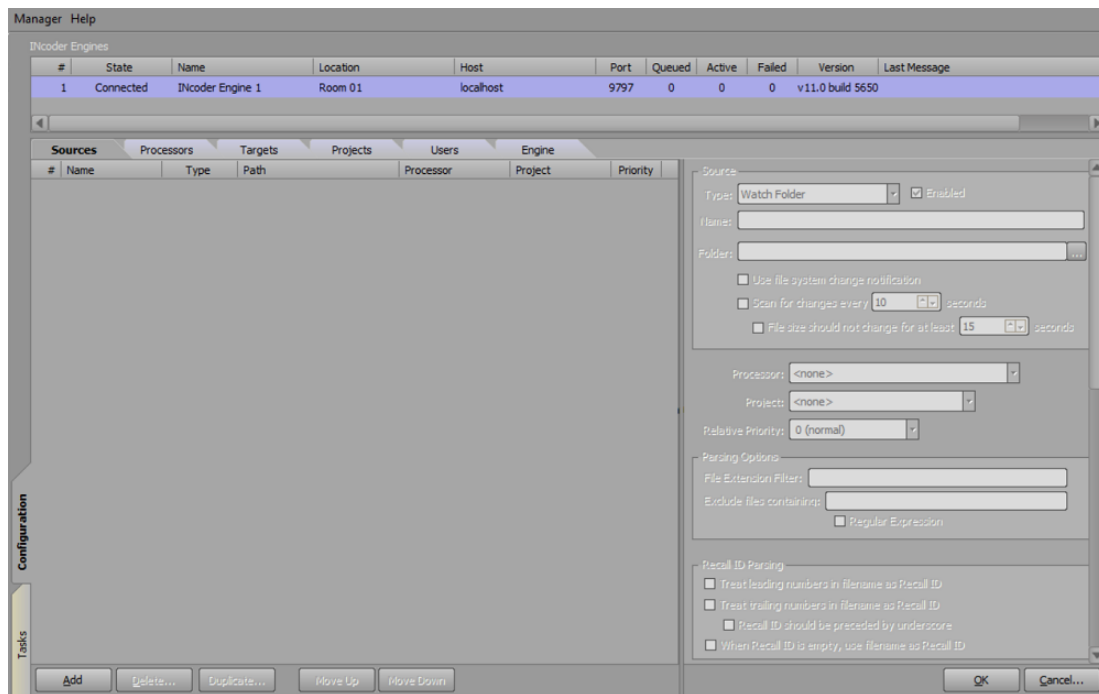 Manager Help
INcoder Engines
# State Name Location Host Port Queued Active Failed Version Last Message
1 Connected INcoder Engine 1 Room 01 localhost 9797 0 0 0 v11.0 build 5650
Sources Processors Targets Projects Users Engine
# Name Type Path Processor Project Priority
Source
Type: Watch Folder Enabled
Name:
Folder: ...
Use file system change notification
Scan for changes every 10 seconds
File size should not change for at least 15 seconds
Processor: <none>
Project: <none>
Relative Priority: 0 (normal)
Parsing Options
File Extension Filter:
Exclude files containing:
Regular Expression
Recall ID Parsing
Treat leading numbers in filename as Recall ID
Treat trailing numbers in filename as Recall ID
Recall ID should be preceded by underscore
When Recall ID is empty, use filename as Recall ID
Configuration
Tasks
Add Delete... Duplicate... Move Up Move Down OK Cancel...